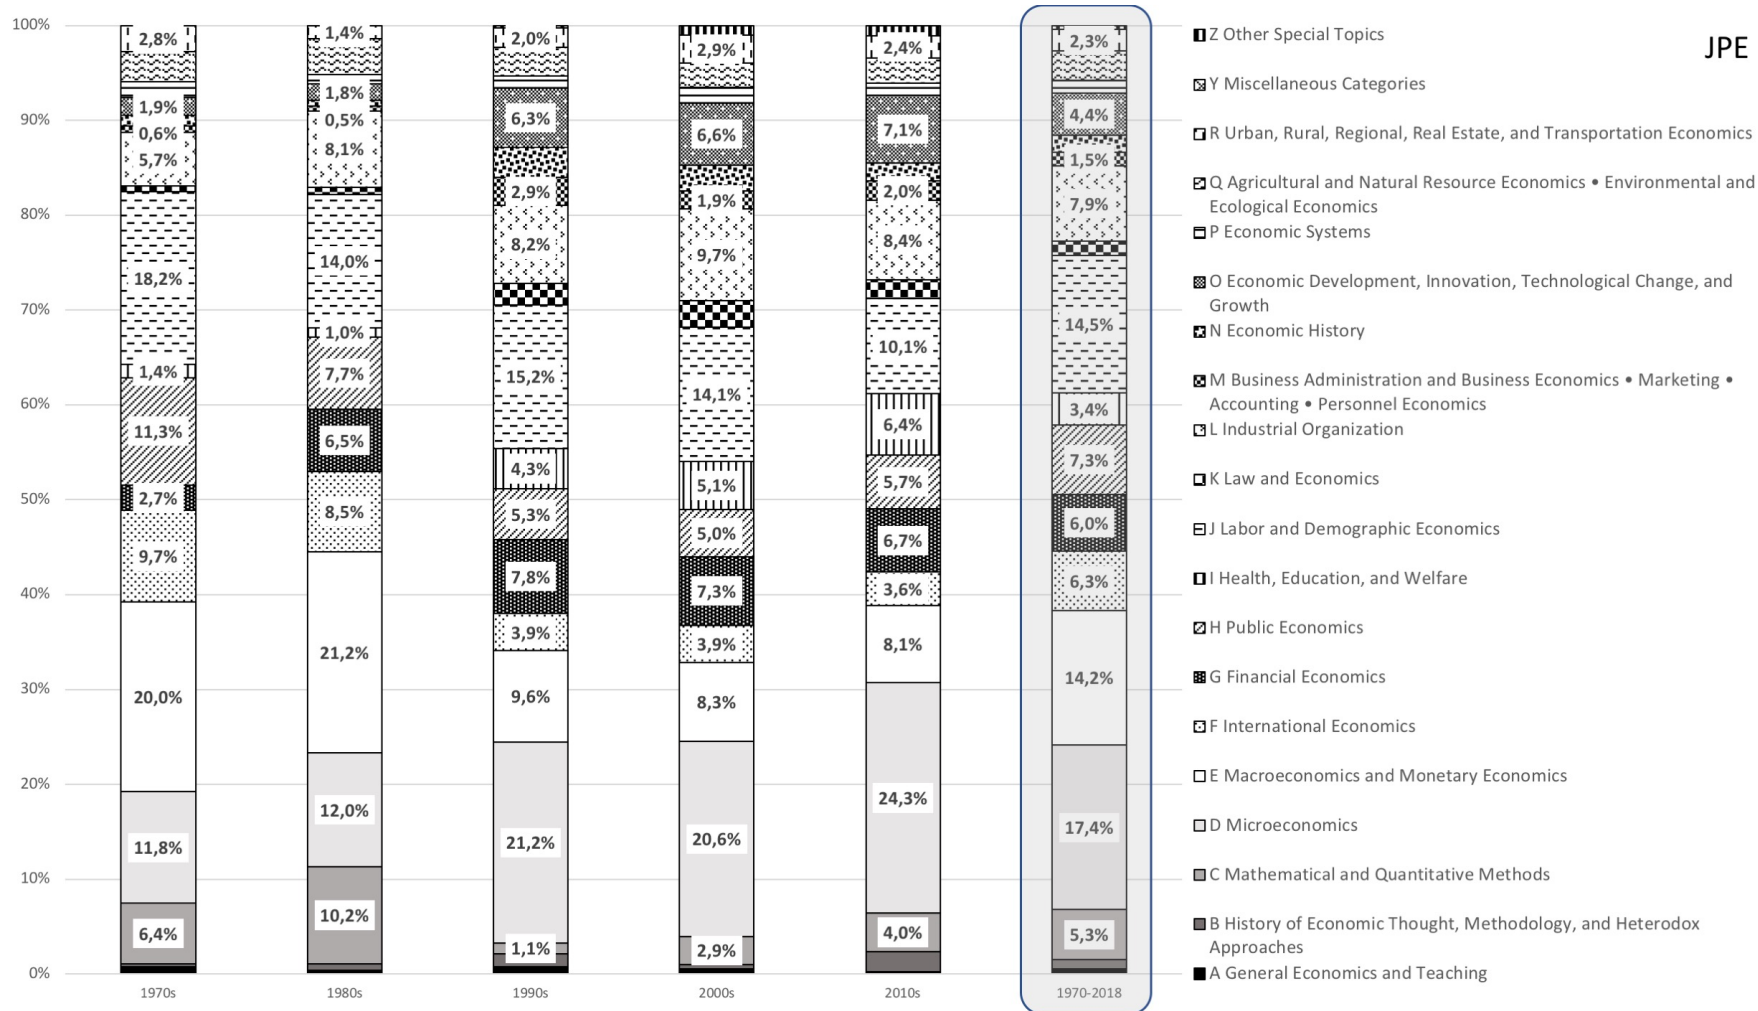 JPE
100%
90%
80%
70%
60%
50%
40%
30%
20%
10%
0%
2,8%
1,9%
0,6%
5,7%
18,2%
1,4%
11,3%
2,7%
9,7%
20,0%
11,8%
6,4%
1970s
1,4%
1,8%
0,5%
8,1%
14,0%
1,0%
7,7%
6,5%
8,5%
21,2%
12,0%
10,2%
1980s
2,0%
6,3%
2,9%
8,2%
15,2%
4,3%
5,3%
7,8%
3,9%
9,6%
21,2%
1,1%
1990s
2,9%
6,6%
1,9%
9,7%
14,1%
5,1%
5,0%
7,3%
3,9%
8,3%
20,6%
2,9%
2000s
2,4%
7,1%
2,0%
8,4%
10,1%
6,4%
5,7%
6,7%
3,6%
8,1%
24,3%
4,0%
2010s
2,3%
4,4%
1,5%
7,9%
14,5%
3,4%
7,3%
6,0%
6,3%
14,2%
17,4%
5,3%
1970-2018
Z Other Special Topics
Y Miscellaneous Categories
R Urban, Rural, Regional, Real Estate, and Transportation Economics
Q Agricultural and Natural Resource Economics • Environmental and
Ecological Economics
P Economic Systems
O Economic Development, Innovation, Technological Change, and
Growth
N Economic History
M Business Administration and Business Economics • Marketing •
Accounting • Personnel Economics
L Industrial Organization
K Law and Economics
J Labor and Demographic Economics
I Health, Education, and Welfare
H Public Economics
G Financial Economics
F International Economics
E Macroeconomics and Monetary Economics
D Microeconomics
C Mathematical and Quantitative Methods
B History of Economic Thought, Methodology, and Heterodox
Approaches
A General Economics and Teaching